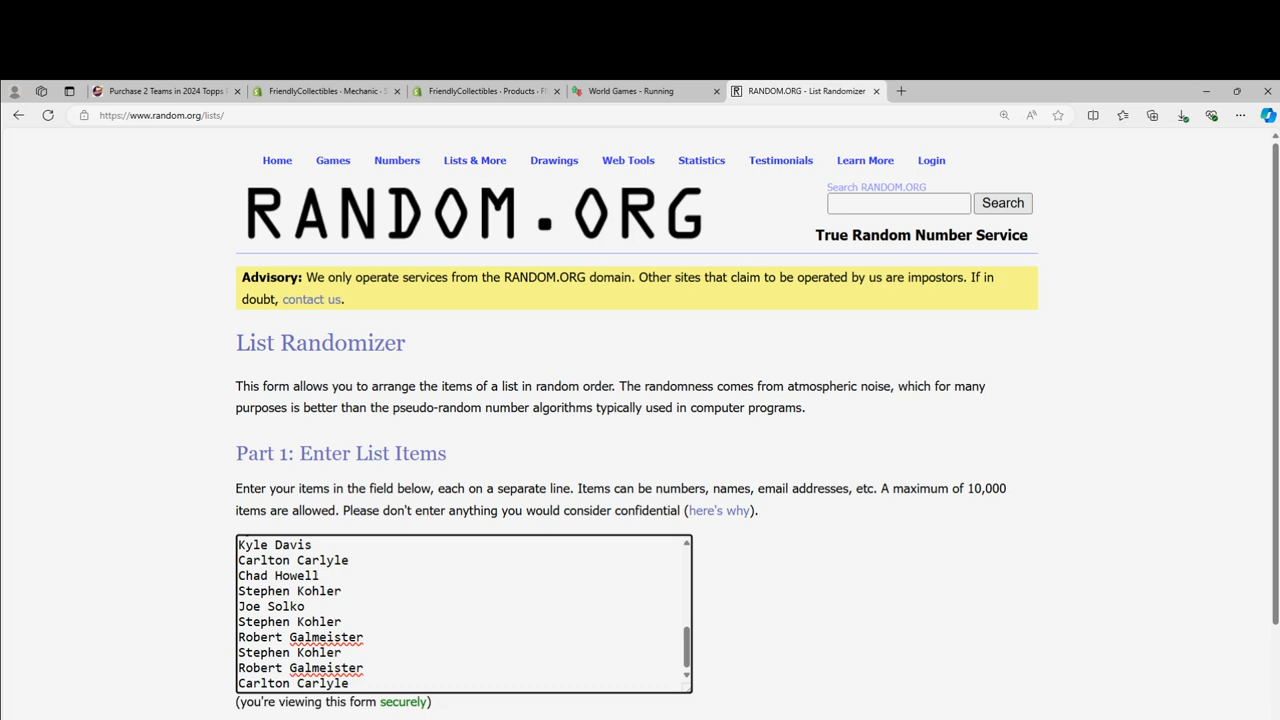 Purchase 2 Teams in 2024 Topps
FriendlyCollectibles · Mechanic · S
FriendlyCollectibles · Products · F
World Games - Running
RANDOM.ORG - List Randomizer
https://www.random.org/lists/
Home Games Numbers Lists & More Drawings Web Tools Statistics Testimonials Learn More Login
RANDOM.ORG
Search RANDOM.ORG
Search
True Random Number Service
Advisory: We only operate services from the RANDOM.ORG domain. Other sites that claim to be operated by us are impostors. If in
doubt, contact us.
List Randomizer
This form allows you to arrange the items of a list in random order. The randomness comes from atmospheric noise, which for many
purposes is better than the pseudo-random number algorithms typically used in computer programs.
Part 1: Enter List Items
Enter your items in the field below, each on a separate line. Items can be numbers, names, email addresses, etc. A maximum of 10,000
items are allowed. Please don't enter anything you would consider confidential (here's why).
Kyle Davis
Carlton Carlyle
Chad Howell
Stephen Kohler
Joe Solko
Stephen Kohler
Robert Galmeister
Stephen Kohler
Robert Galmeister
Carlton Carlyle
(you're viewing this form securely)